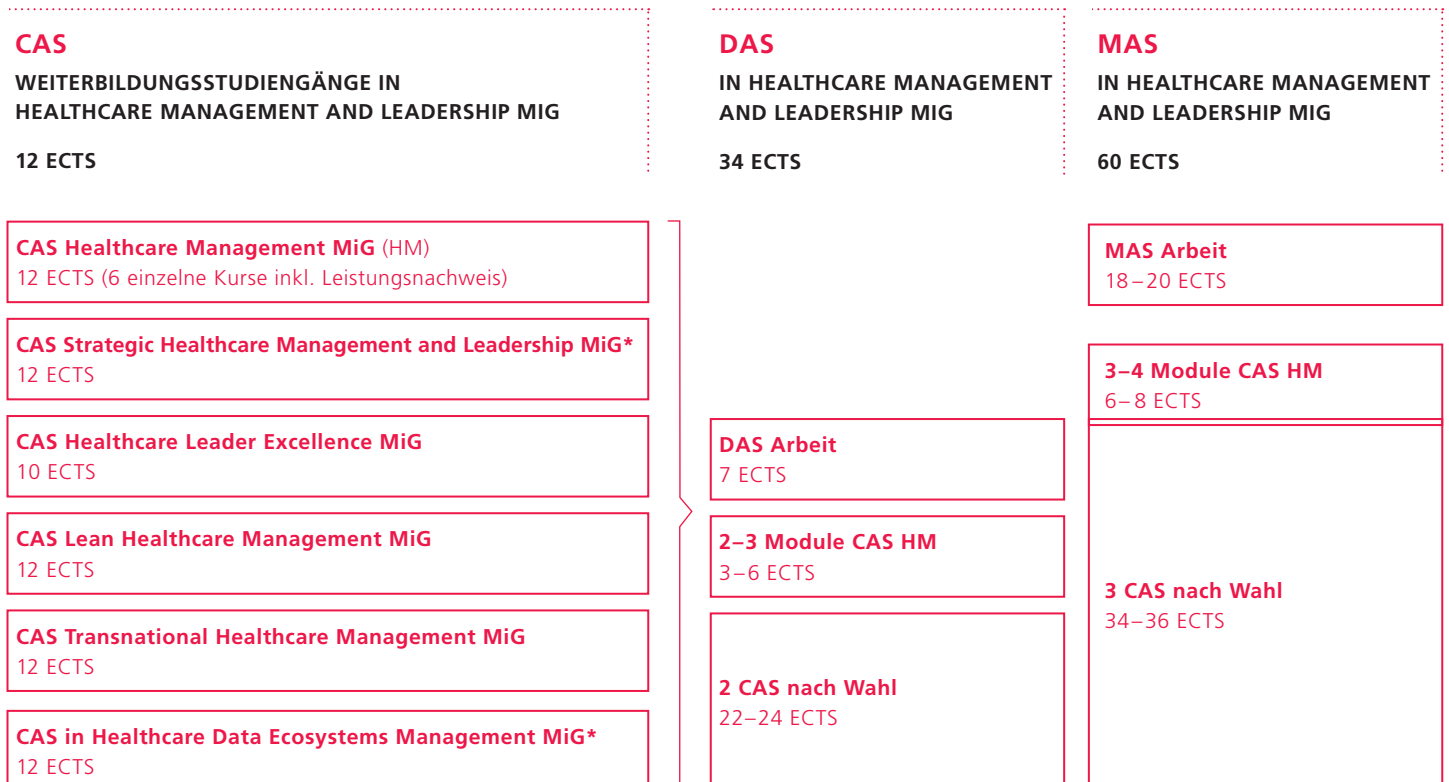 CAS
WEITERBILDUNGSSTUDIENGÄNGE IN
HEALTHCARE MANAGEMENT AND LEADERSHIP MIG
12 ECTS
CAS Healthcare Management MiG (HM)
12 ECTS (6 einzelne Kurse inkl. Leistungsnachweis)
CAS Strategic Healthcare Management and Leadership MiG*
12 ECTS
CAS Healthcare Leader Excellence MiG
10 ECTS
CAS Lean Healthcare Management MiG
12 ECTS
CAS Transnational Healthcare Management MiG
12 ECTS
CAS in Healthcare Data Ecosystems Management MiG*
12 ECTS
DAS
IN HEALTHCARE MANAGEMENT
AND LEADERSHIP MIG
34 ECTS
DAS Arbeit
7 ECTS
2–3 Module CAS HM
3–6 ECTS
2 CAS nach Wahl
22–24 ECTS
MAS
IN HEALTHCARE MANAGEMENT
AND LEADERSHIP MIG
60 ECTS
MAS Arbeit
18–20 ECTS
3–4 Module CAS HM
6–8 ECTS
3 CAS nach Wahl
34–36 ECTS